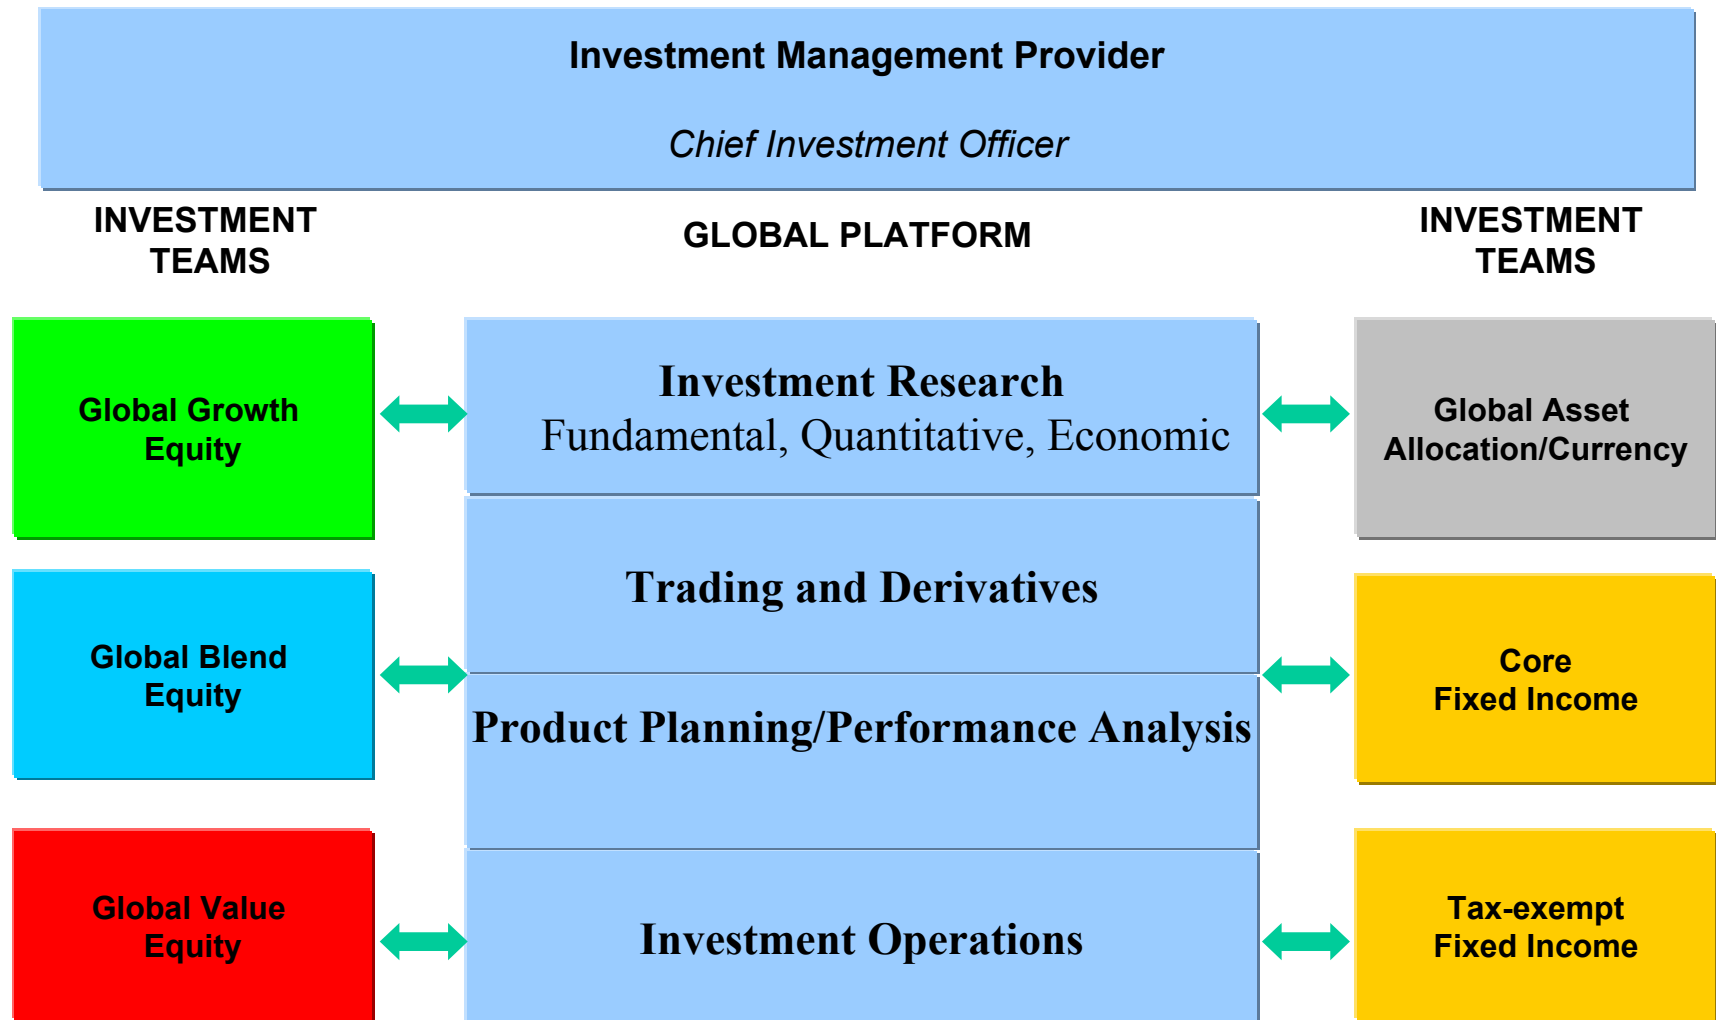 Investment Management Provider
Chief Investment Officer
INVESTMENT
TEAMS
GLOBAL PLATFORM
INVESTMENT
TEAMS
Global Growth
Equity
Investment Research
Fundamental, Quantitative, Economic
Global Asset
Allocation/Currency
Trading and Derivatives
Global Blend
Equity
Product Planning/Performance Analysis
Core
Fixed Income
Global Value
Equity
Investment Operations
Tax-exempt
Fixed Income